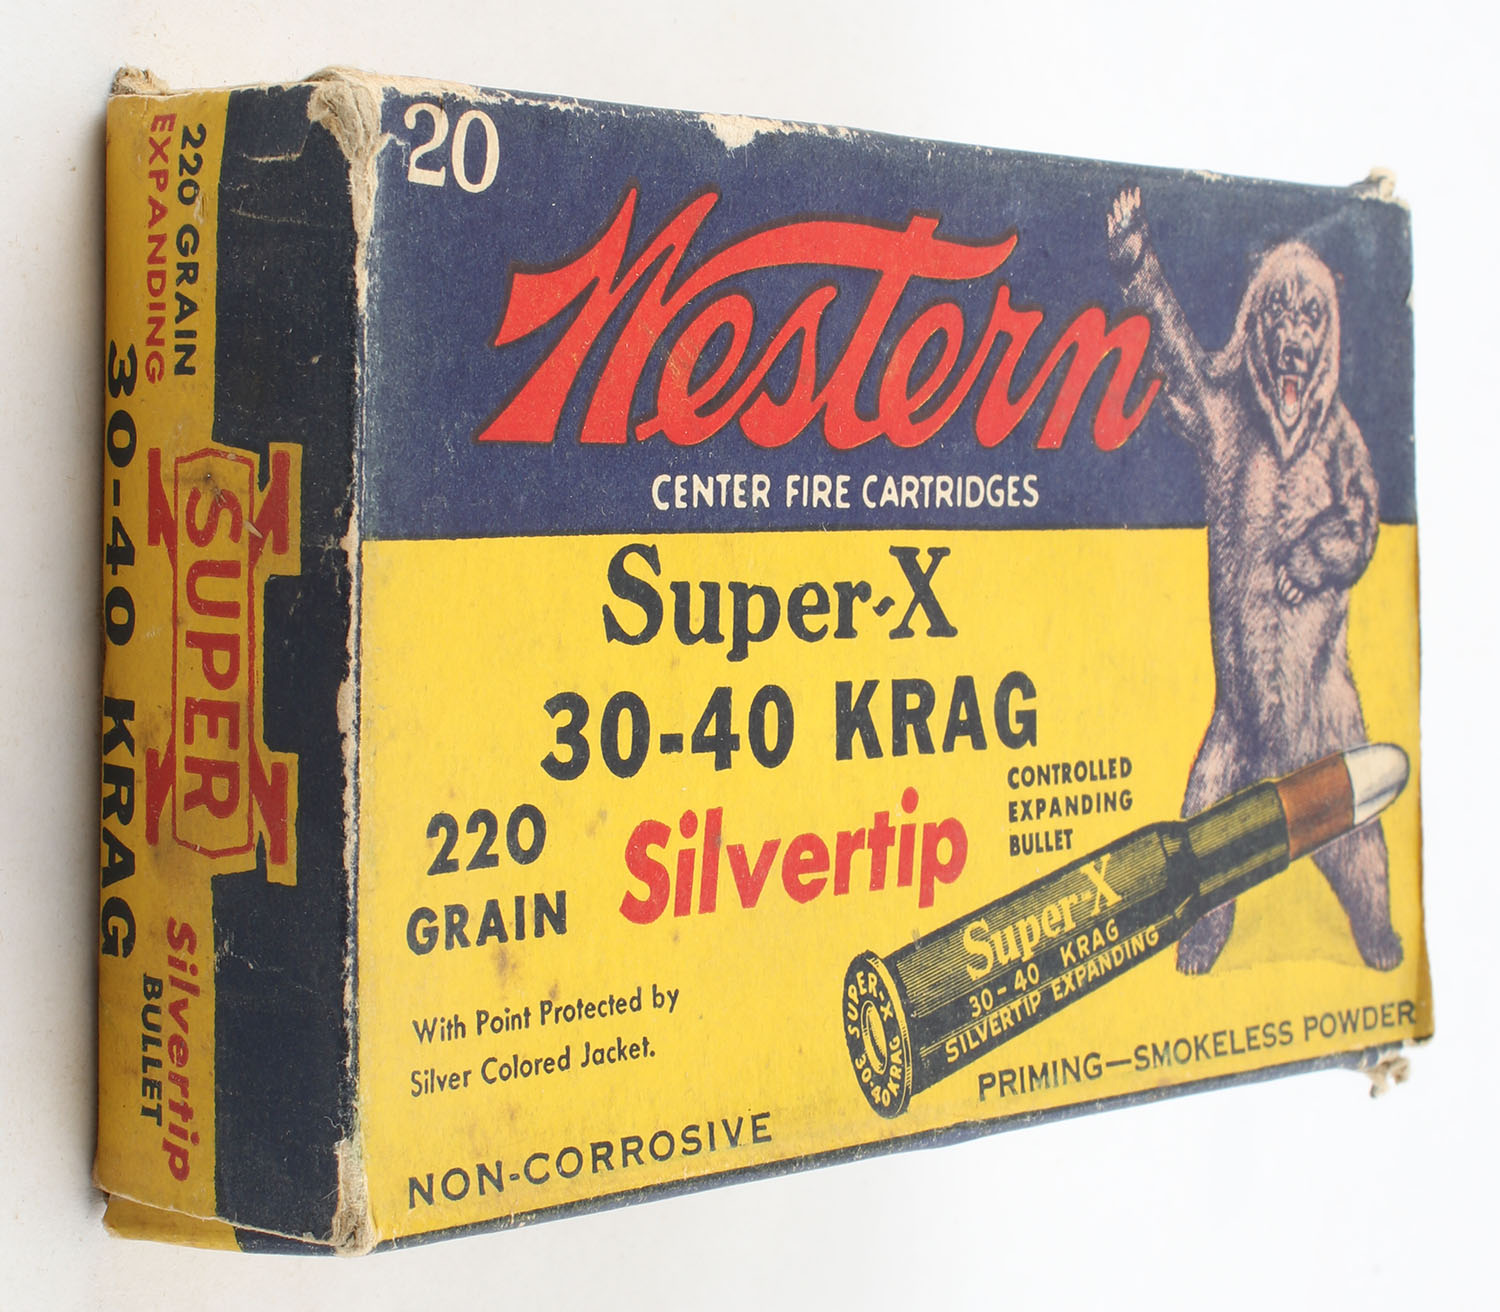 20
Western
CENTER FIRE CARTRIDGES
Super-X
30-40 KRAG
220
GRAIN
Silvertip
CONTROLLED
EXPANDING
BULLET
With Point Protected by
Silver Colored Jacket.
Super-X
30-40 KRAG
SILVERTIP EXPANDING
SUPER-X
30-40 KRAG
NON-CORROSIVE PRIMING—SMOKELESS POWDER
220 GRAIN
EXPANDING
30-40 KRAG
SUPER
X
Silvertip
BULLET